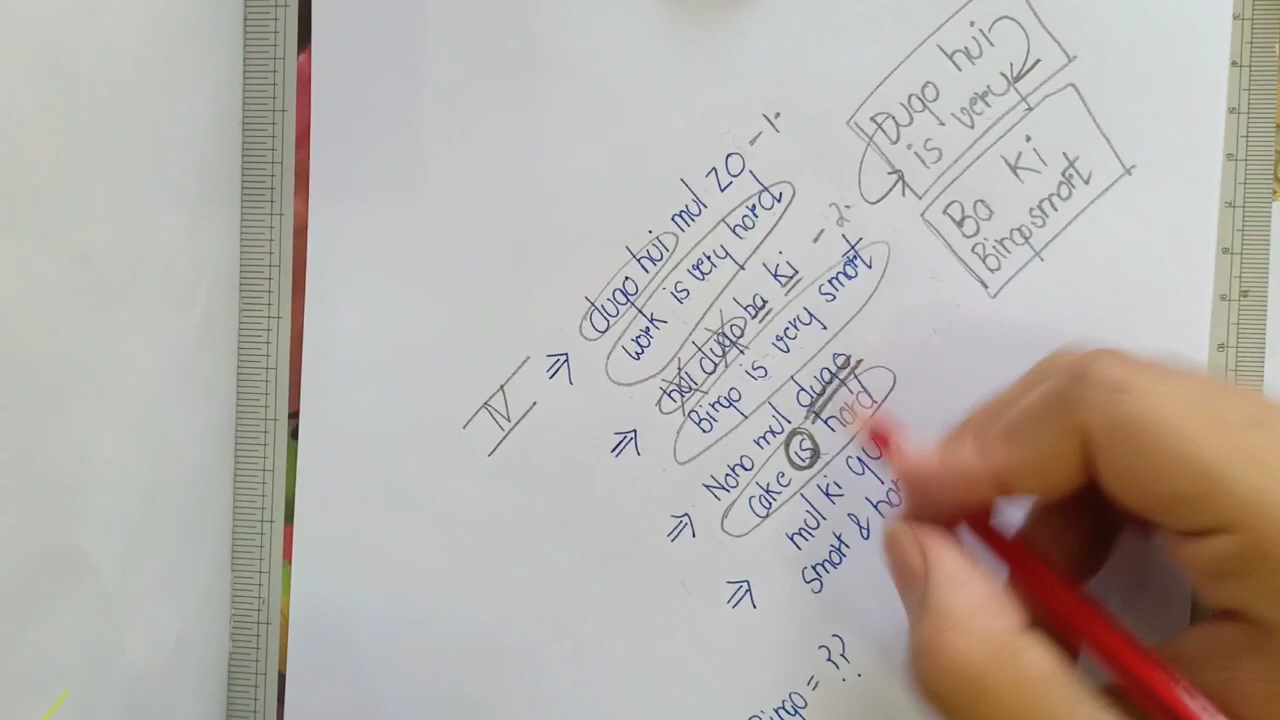 IV
dugo hui mul zo - 1.
work is very hard
hui dugo ba ki - 2.
Bingo is very smart
Noho mul dugo
Cake is hard
mul ki
smart &
Bingo = ??
Dugo hui
is very
Ba ki
Bingo smart